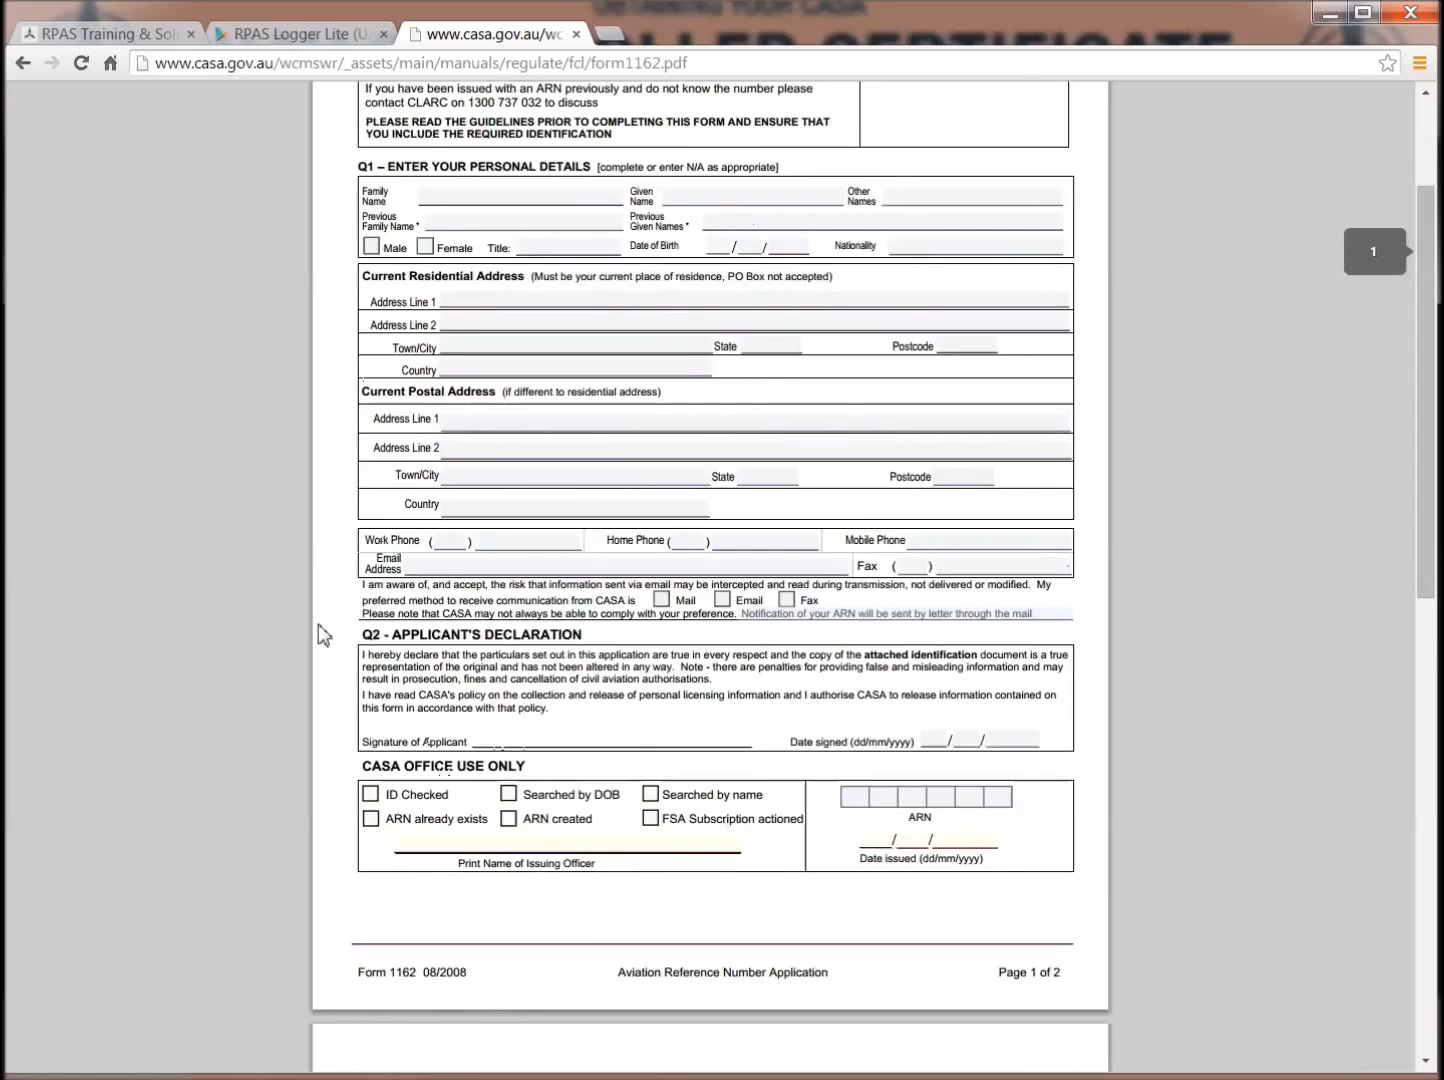 OBTAINING YOUR CASA
CERTIFICATE
RPAS Training & Sol
RPAS Logger Lite (U
www.casa.gov.au/wc
www.casa.gov.au/wcmswr/_assets/main/manuals/regulate/fcl/form1162.pdf
If you have been issued with an ARN previously and do not know the number please
contact CLARC on 1300 737 032 to discuss
PLEASE READ THE GUIDELINES PRIOR TO COMPLETING THIS FORM AND ENSURE THAT
YOU INCLUDE THE REQUIRED IDENTIFICATION
Q1 – ENTER YOUR PERSONAL DETAILS [complete or enter N/A as appropriate]
Family Name Given Name Other Names
Previous Family Name * Previous Given Names *
Male Female Title: Date of Birth / / Nationality
1
Current Residential Address (Must be your current place of residence, PO Box not accepted)
Address Line 1
Address Line 2
Town/City State Postcode
Country
Current Postal Address (if different to residential address)
Address Line 1
Address Line 2
Town/City State Postcode
Country
Work Phone ( ) Home Phone ( ) Mobile Phone
Email Address Fax ( )
I am aware of, and accept, the risk that information sent via email may be intercepted and read during transmission, not delivered or modified. My
preferred method to receive communication from CASA is Mail Email Fax
Please note that CASA may not always be able to comply with your preference. Notification of your ARN will be sent by letter through the mail
Q2 - APPLICANT'S DECLARATION
I hereby declare that the particulars set out in this application are true in every respect and the copy of the attached identification document is a true
representation of the original and has not been altered in any way. Note - there are penalties for providing false and misleading information and may
result in prosecution, fines and cancellation of civil aviation authorisations.
I have read CASA's policy on the collection and release of personal licensing information and I authorise CASA to release information contained on
this form in accordance with that policy.
Signature of Applicant Date signed (dd/mm/yyyy) / /
CASA OFFICE USE ONLY
ID Checked Searched by DOB Searched by name
ARN already exists ARN created FSA Subscription actioned ARN
/ /
Print Name of Issuing Officer Date issued (dd/mm/yyyy)
Form 1162 08/2008 Aviation Reference Number Application Page 1 of 2